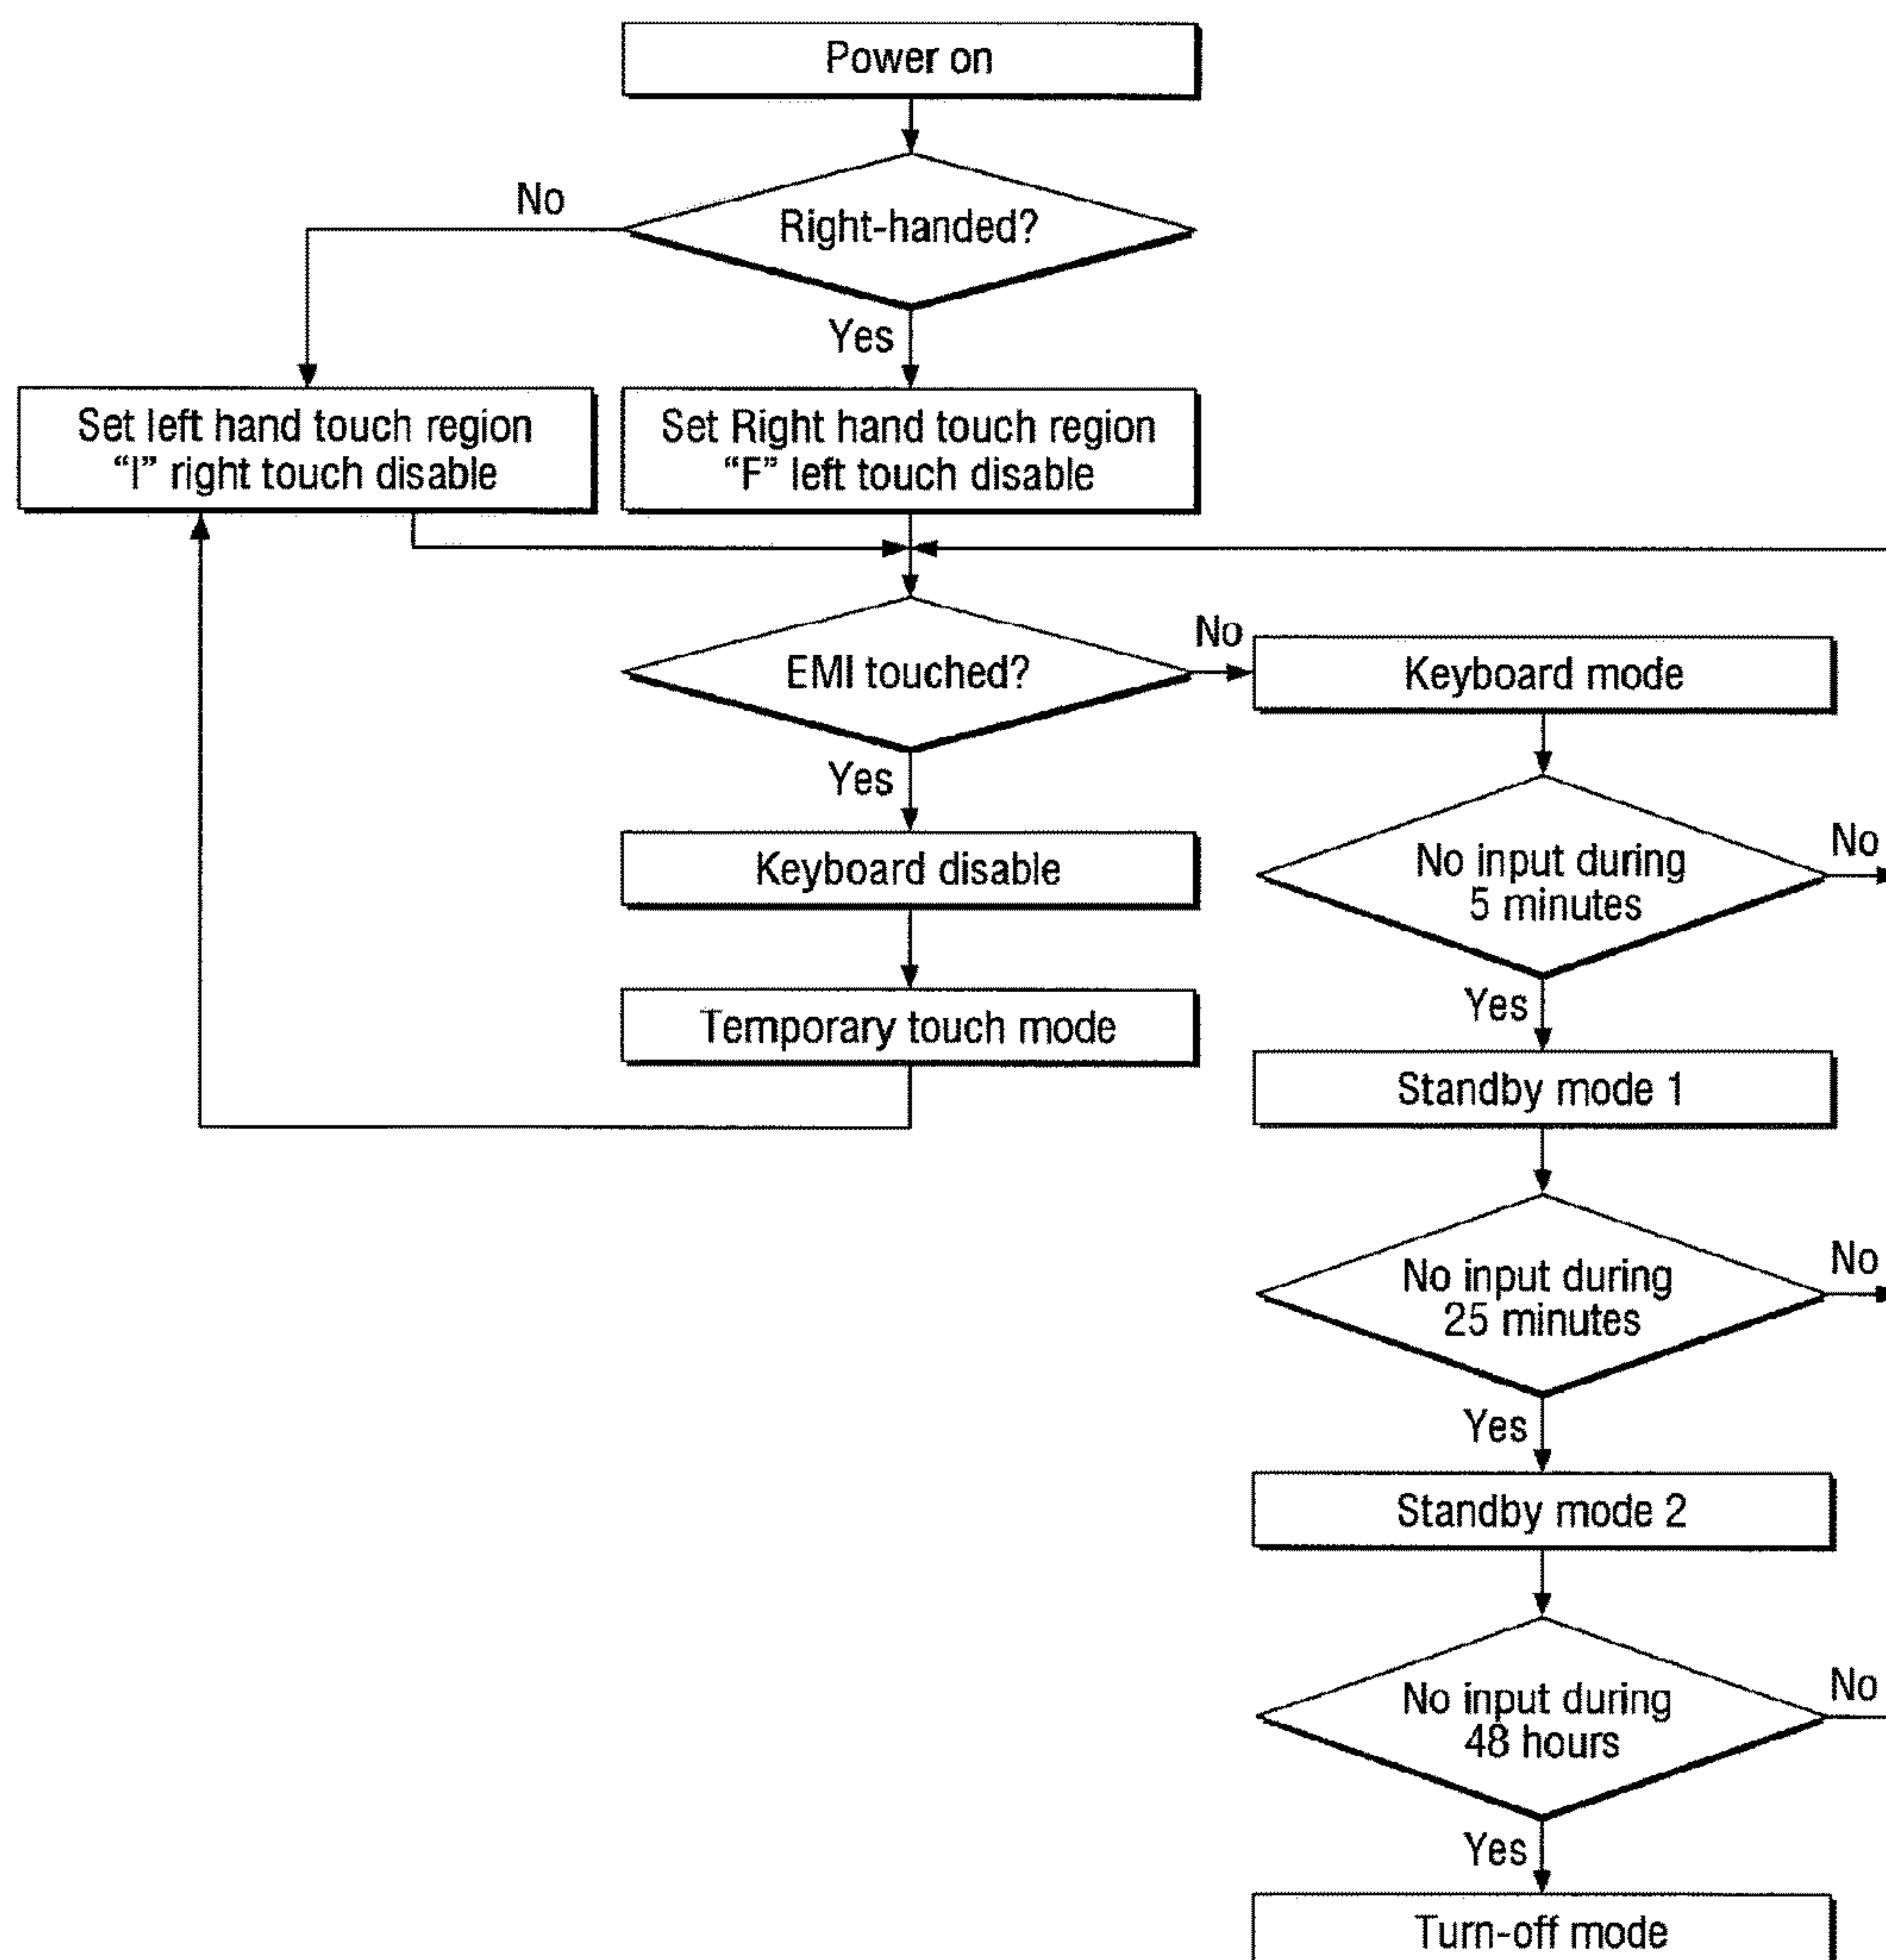 Power on
No
Right-handed?
Yes
Set left hand touch region
“I” right touch disable
Set Right hand touch region
“F” left touch disable
EMI touched?
No
Keyboard mode
Yes
Keyboard disable
No input during
5 minutes
No
Temporary touch mode
Yes
Standby mode 1
No input during
25 minutes
No
Yes
Standby mode 2
No input during
48 hours
No
Yes
Turn-off mode